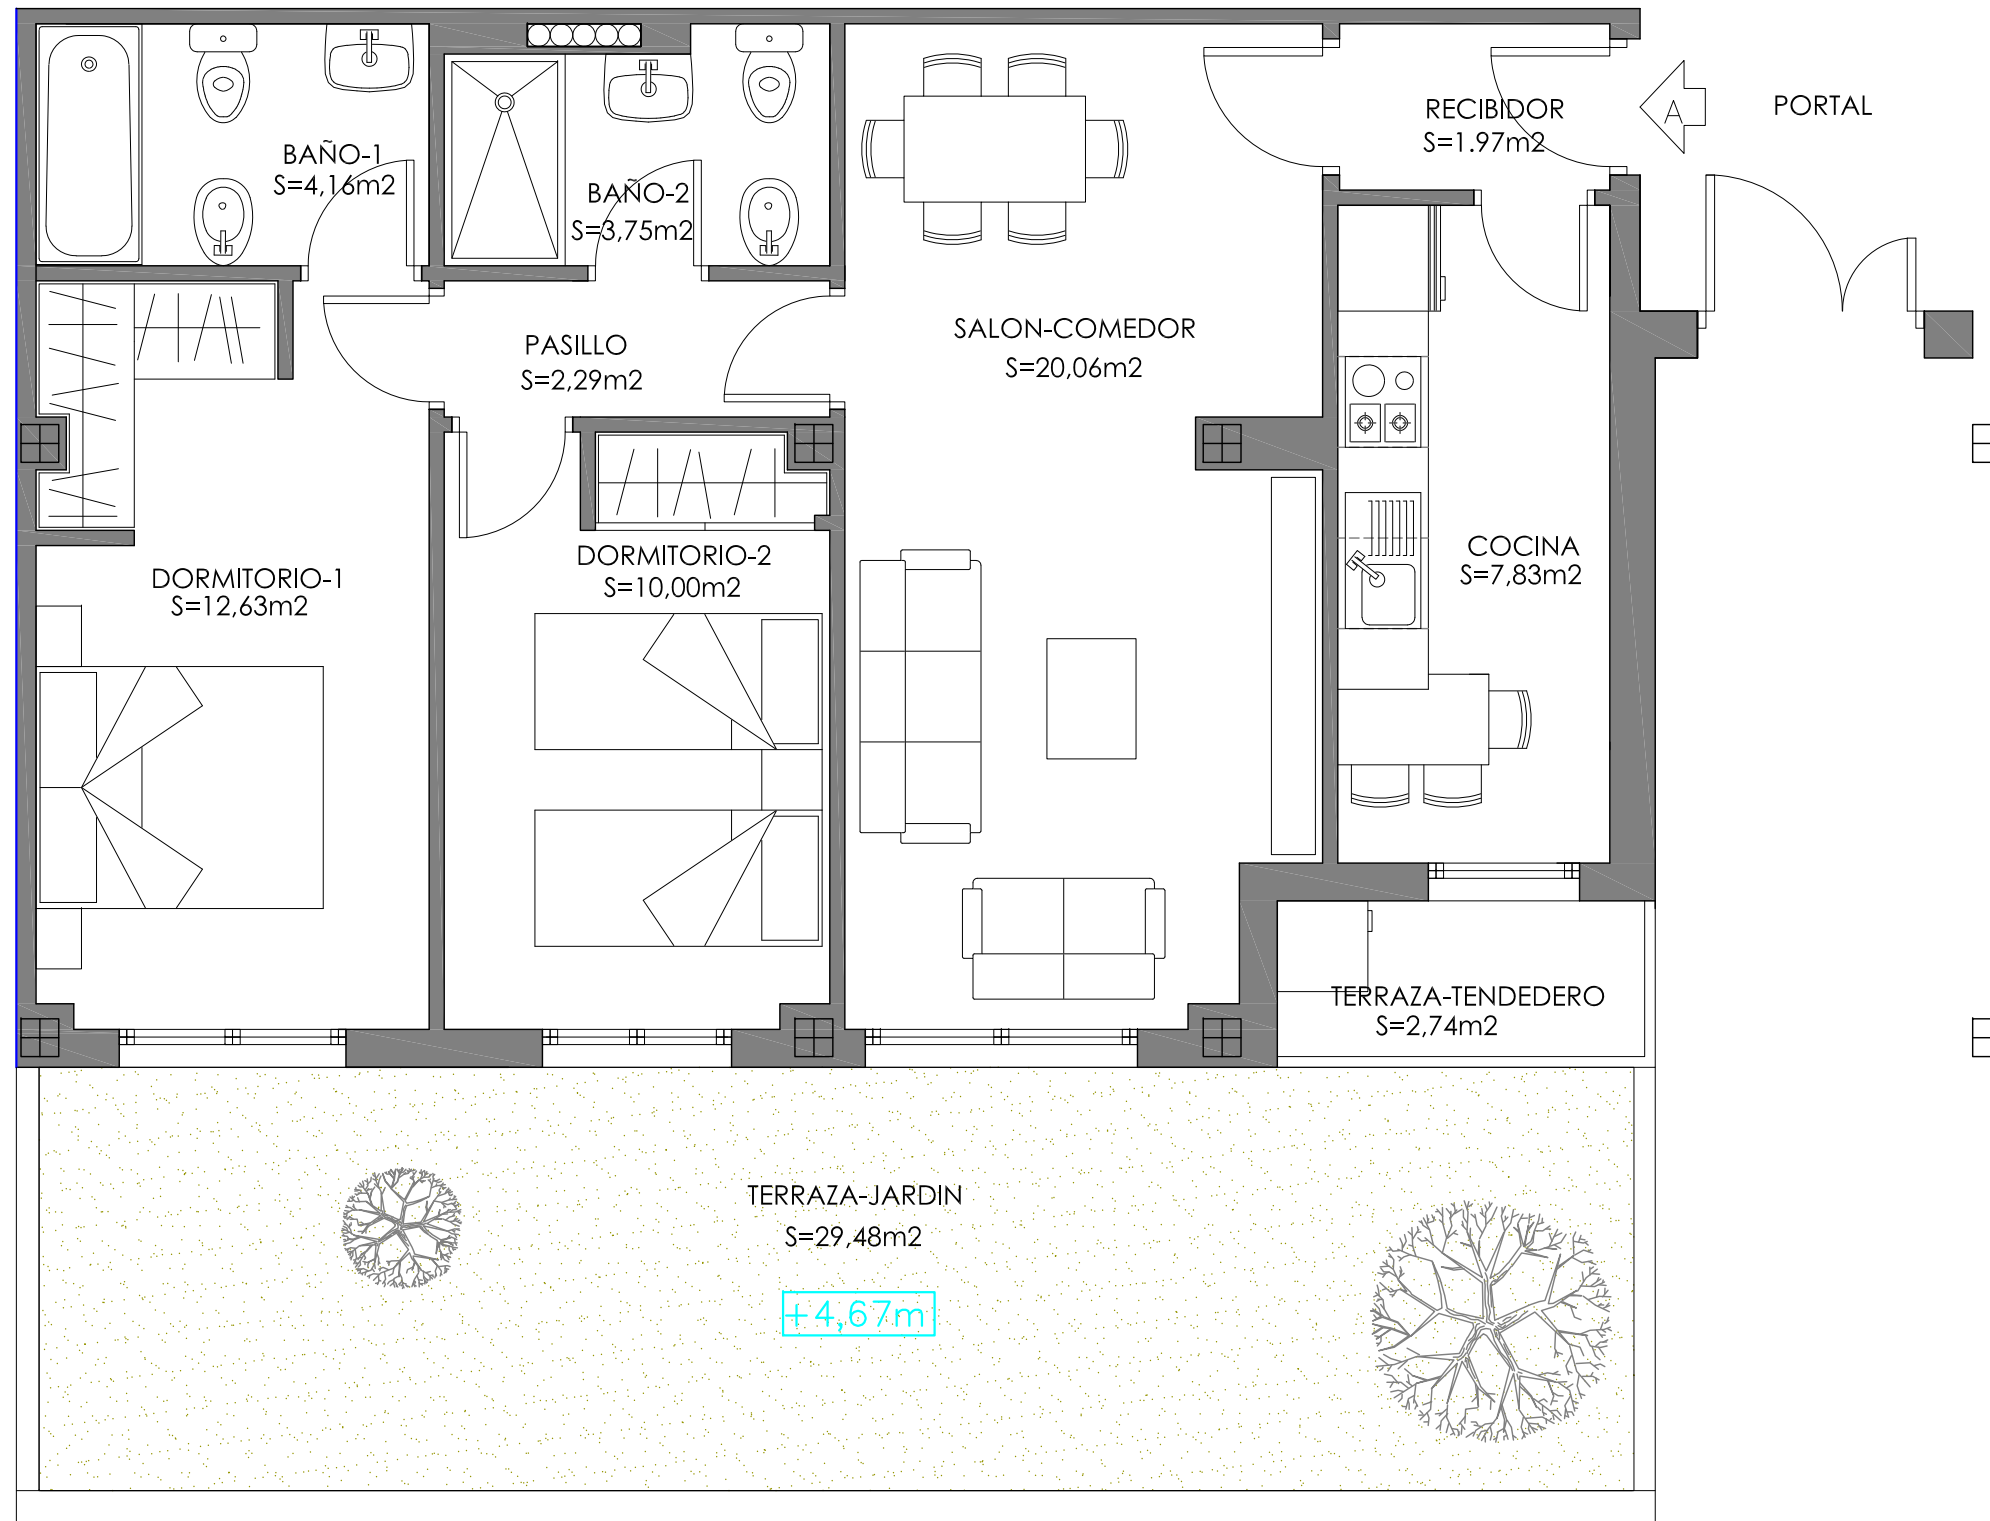 RECIBIDOR
S=1.97m2
A
PORTAL
BAÑO-1
S=4,16m2
BAÑO-2
S=3,75m2
PASILLO
S=2,29m2
SALON-COMEDOR
S=20,06m2
DORMITORIO-1
S=12,63m2
DORMITORIO-2
S=10,00m2
COCINA
S=7,83m2
TERRAZA-TENDEDERO
S=2,74m2
TERRAZA-JARDIN
S=29,48m2
+4,67m